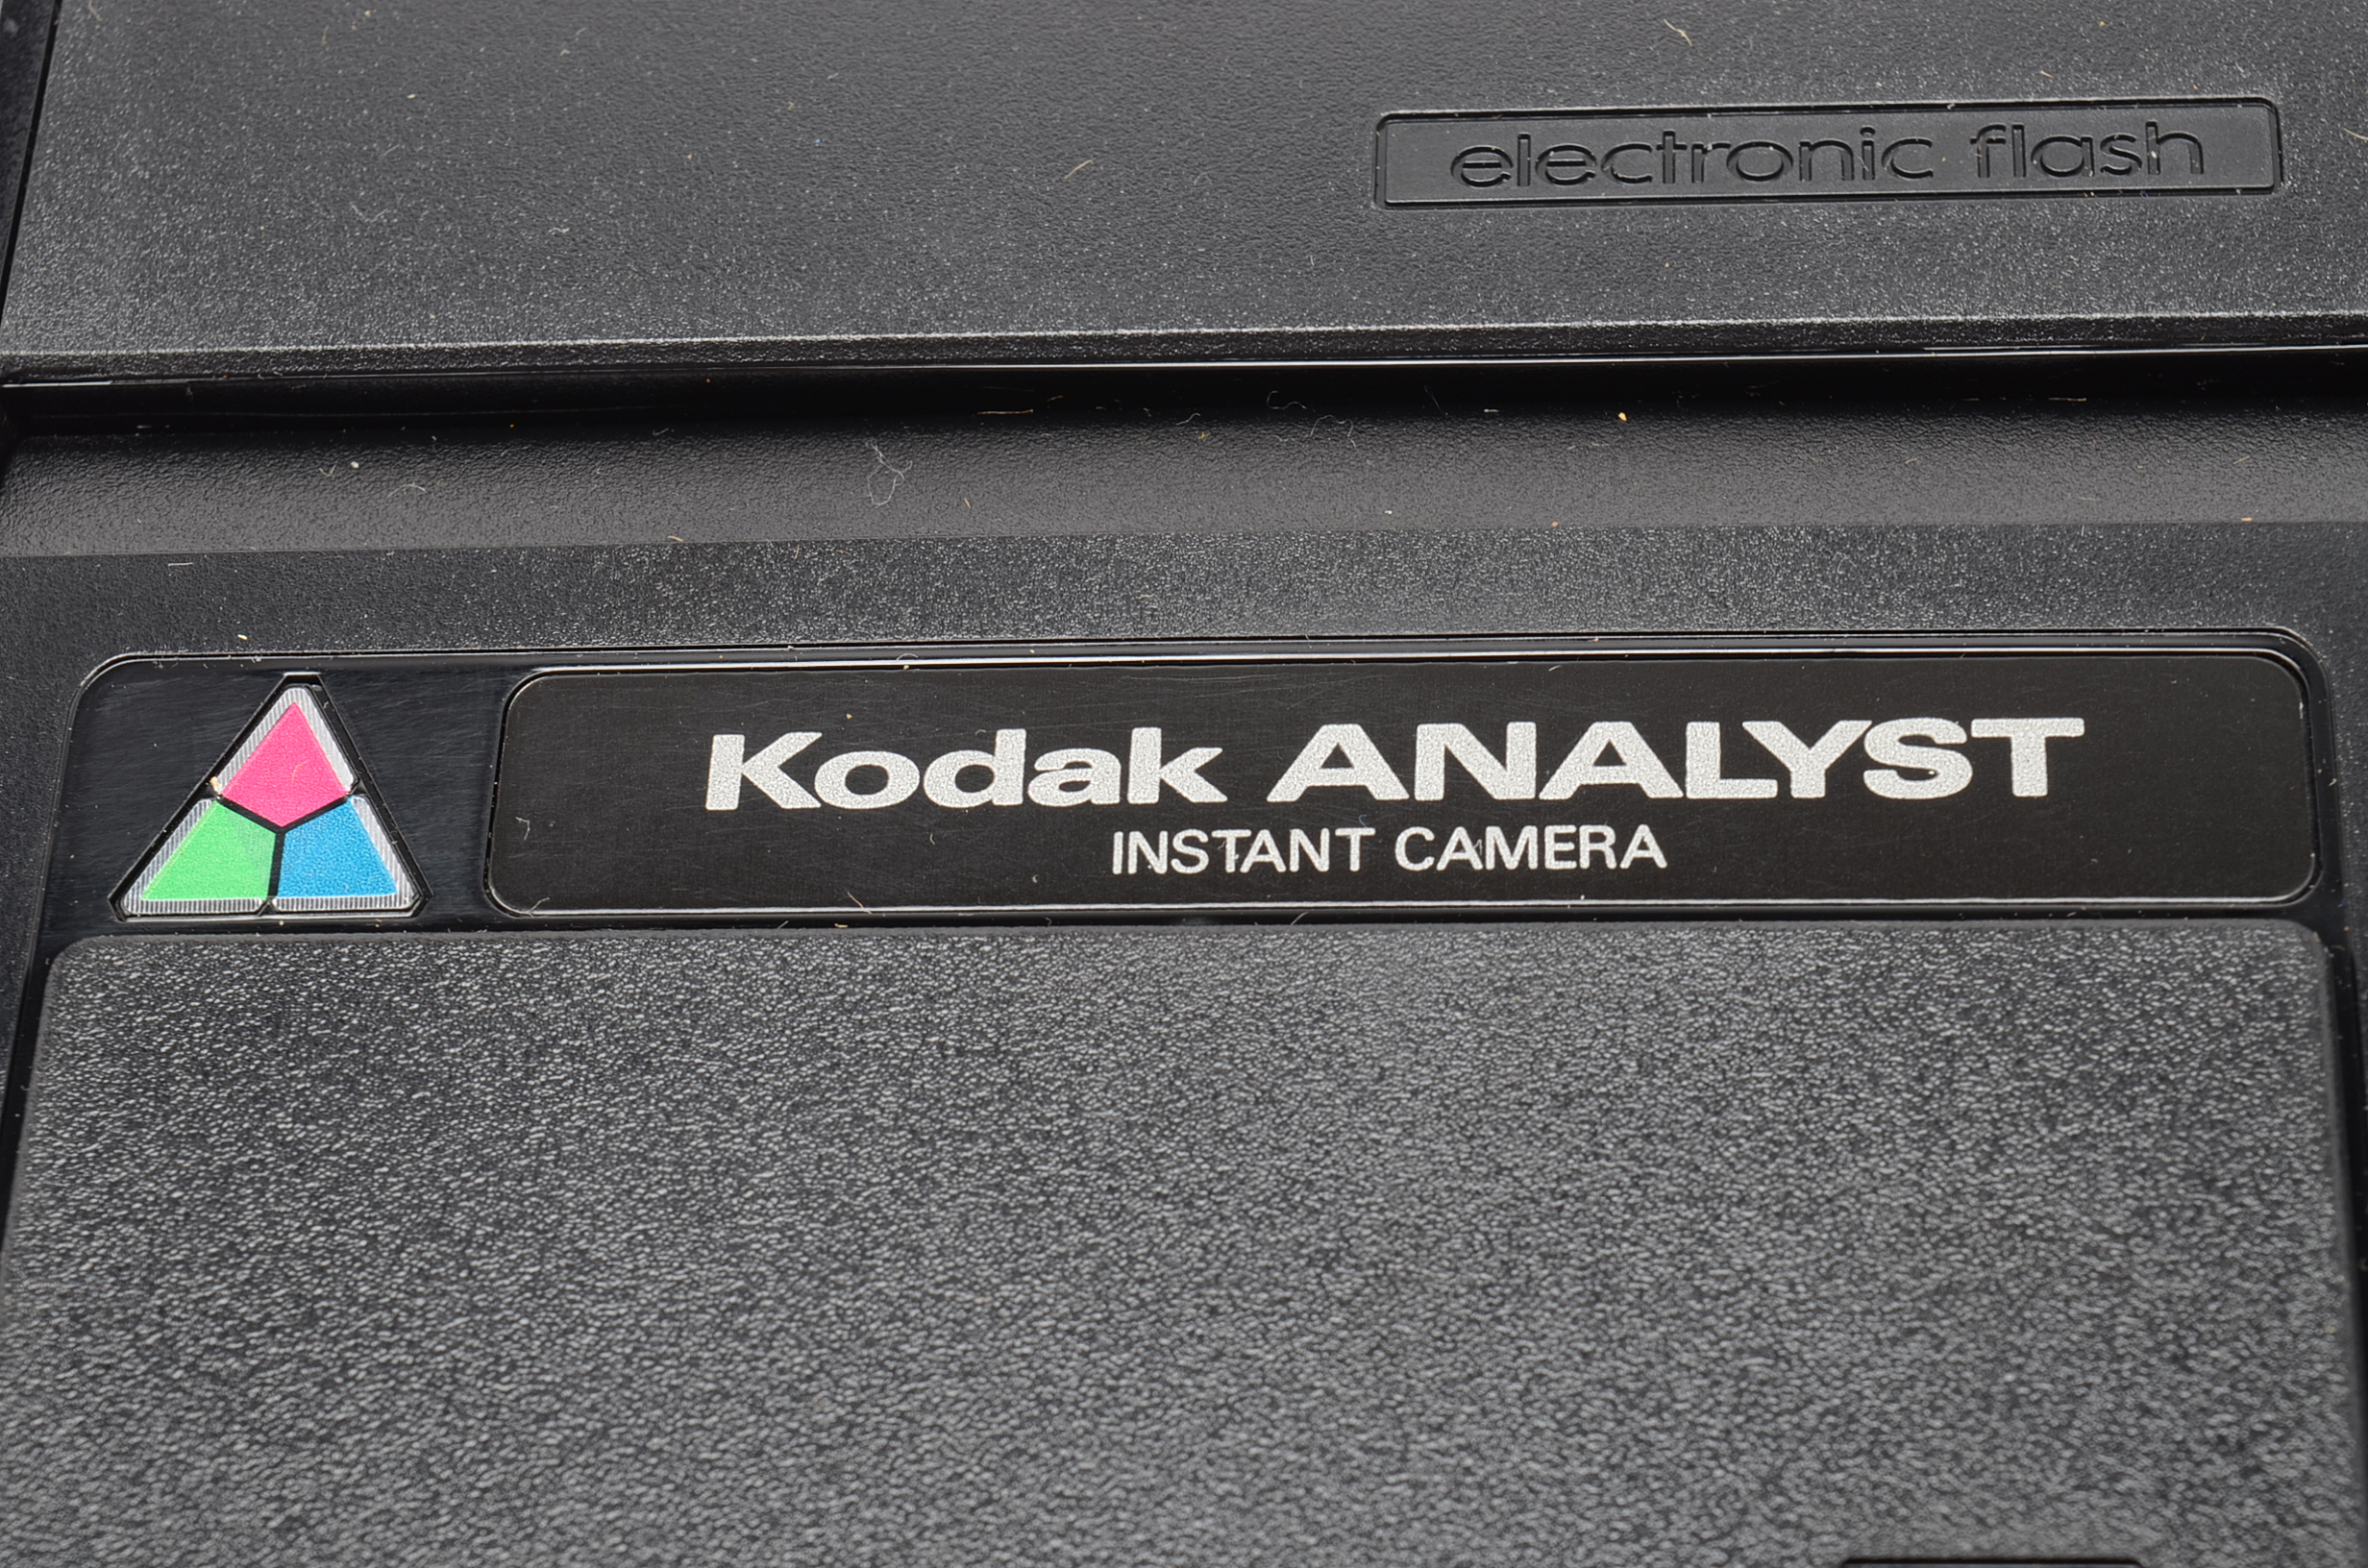 electronic flash
Kodak ANALYST
INSTANT CAMERA